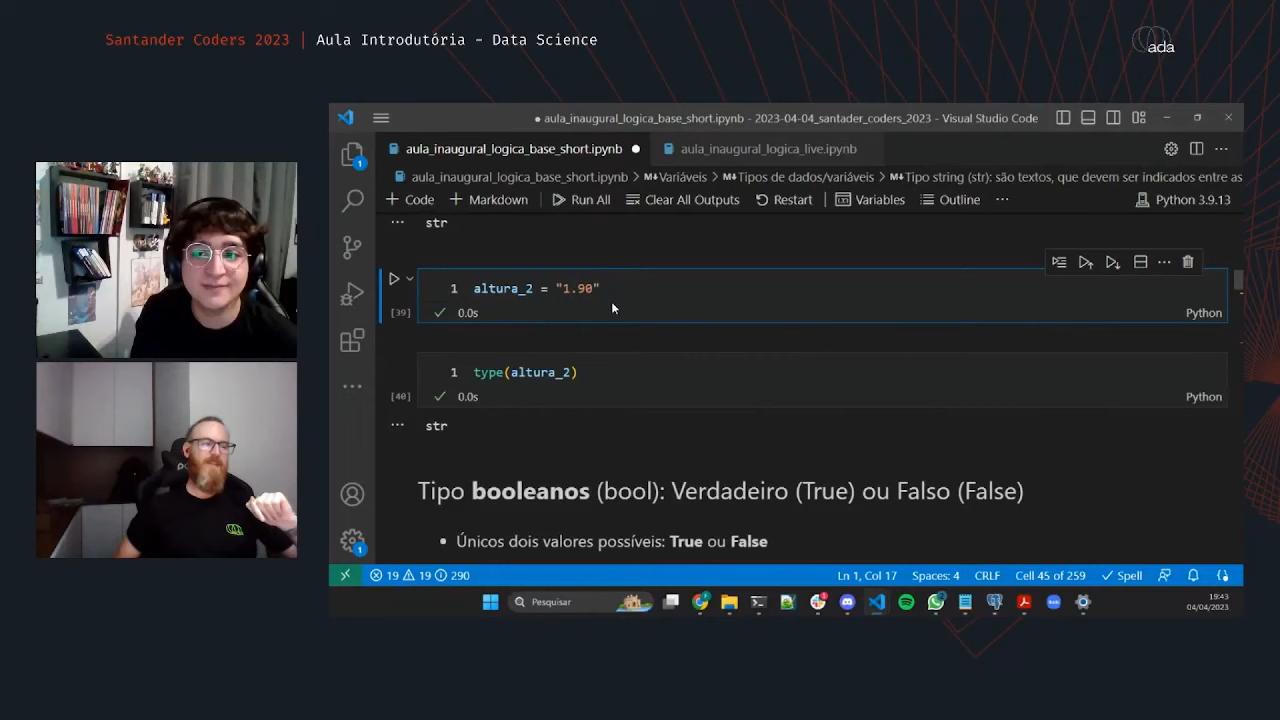 Santander Coders 2023 | Aula Introdutória - Data Science
ada
● aula_inaugural_logica_base_short.ipynb - 2023-04-04_santader_coders_2023 - Visual Studio Code
aula_inaugural_logica_base_short.ipynb ● aula_inaugural_logica_live.ipynb
aula_inaugural_logica_base_short.ipynb > M↓Variáveis > M↓Tipos de dados/variáveis > M↓Tipo string (str): são textos, que devem ser indicados entre as
+ Code + Markdown Run All Clear All Outputs Restart Variables Outline ··· Python 3.9.13
··· str
1 altura_2 = "1.90"
[39] ✓ 0.0s Python
1 type(altura_2)
[40] ✓ 0.0s Python
··· str
Tipo booleanos (bool): Verdadeiro (True) ou Falso (False)
• Únicos dois valores possíveis: True ou False
19 19 290 Ln 1, Col 17 Spaces: 4 CRLF Cell 45 of 259 ✓ Spell
Pesquisar 19:43
04/04/2023